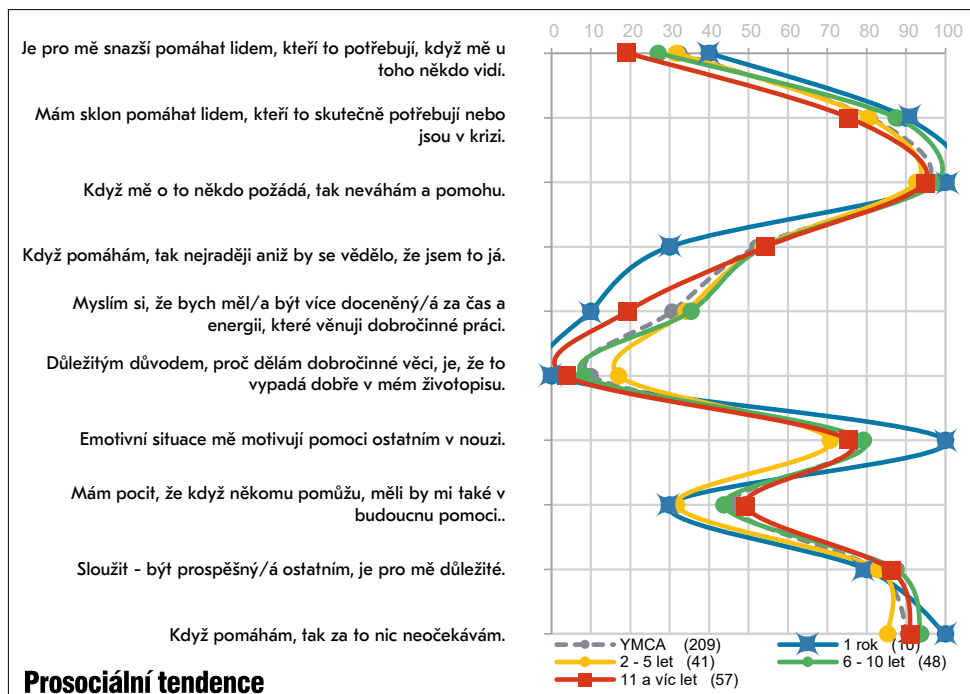 0 10 20 30 40 50 60 70 80 90 100
Je pro mě snazší pomáhat lidem, kteří to potřebují, když mě u
toho někdo vidí.
Mám sklon pomáhat lidem, kteří to skutečně potřebují nebo
jsou v krizi.
Když mě o to někdo požádá, tak neváhám a pomohu.
Když pomáhám, tak nejraději aniž by se vědělo, že jsem to já.
Myslím si, že bych měl/a být více doceněný/á za čas a
energii, které věnuji dobročinné práci.
Důležitým důvodem, proč dělám dobročinné věci, je, že to
vypadá dobře v mém životopisu.
Emotivní situace mě motivují pomoci ostatním v nouzi.
Mám pocit, že když někomu pomůžu, měli by mi také v
budoucnu pomoci..
Sloužit - být prospěšný/á ostatním, je pro mě důležité.
Když pomáhám, tak za to nic neočekávám.
YMCA (209) 1 rok (10)
2 - 5 let (41) 6 - 10 let (48)
11 a víc let (57)
Prosociální tendence